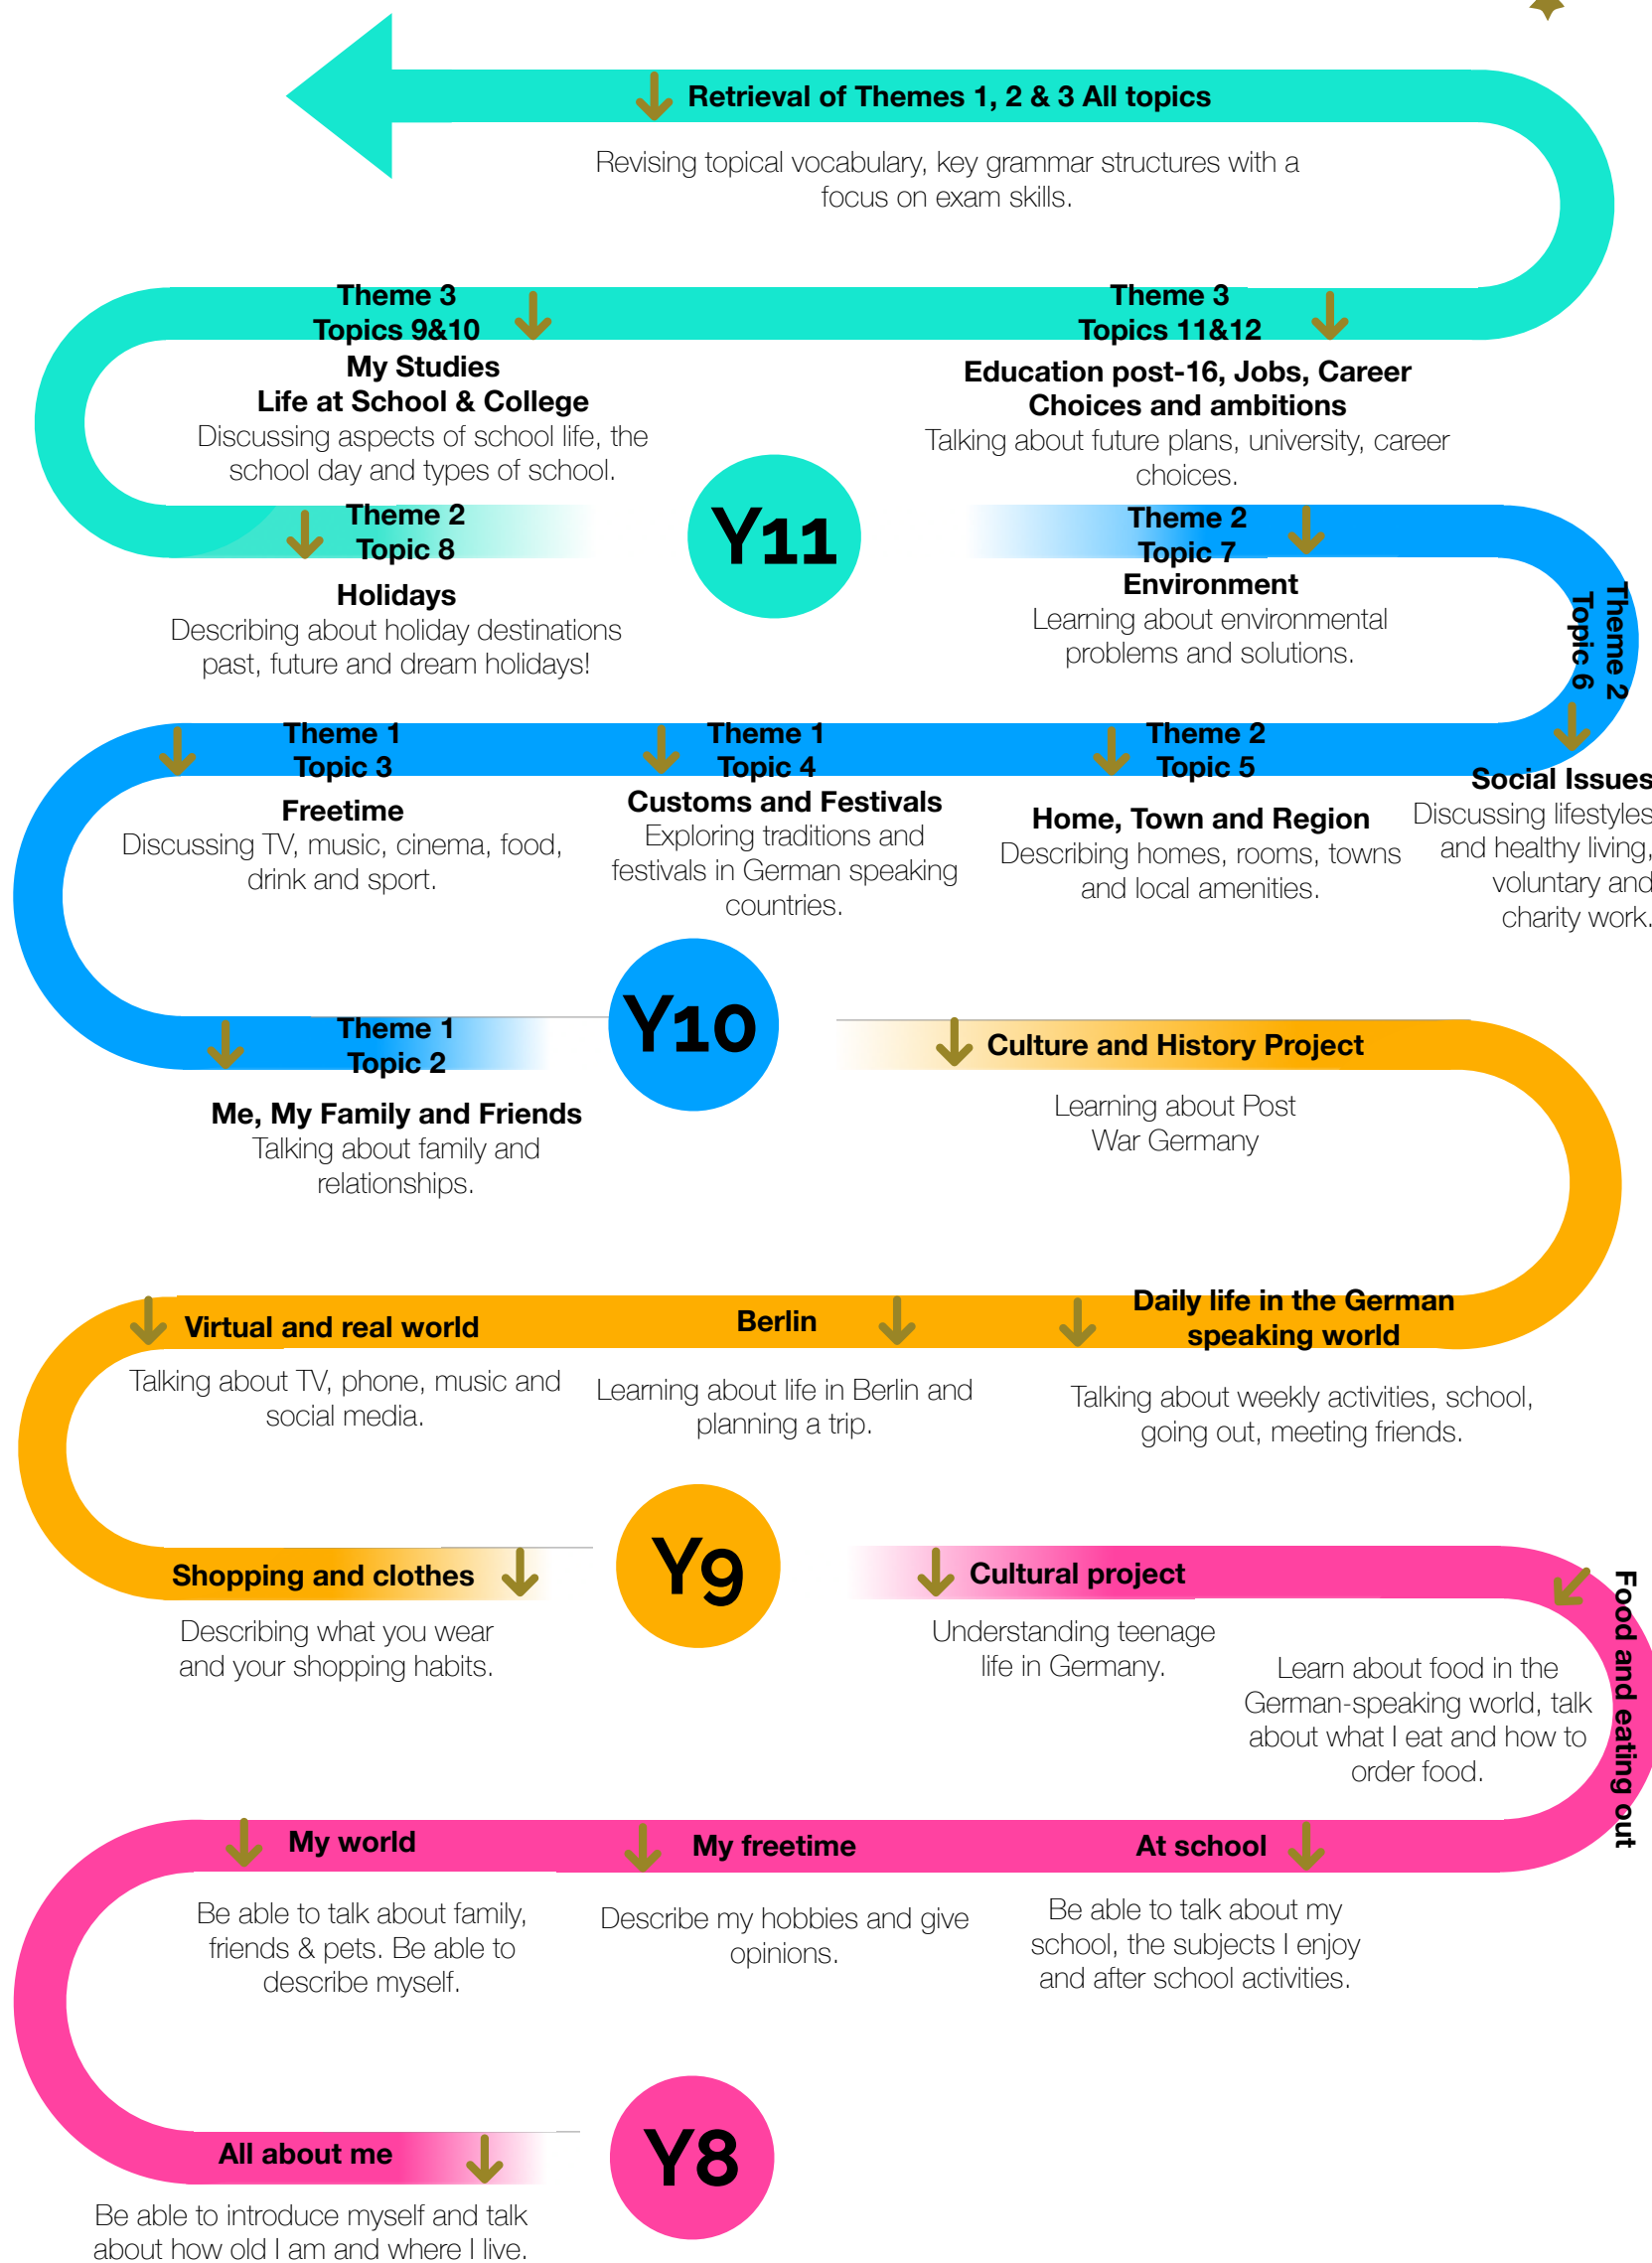 Retrieval of Themes 1, 2 & 3 All topics
Revising topical vocabulary, key grammar structures with a
focus on exam skills.
Theme 3
Topics 9&10
My Studies
Life at School & College
Discussing aspects of school life, the
school day and types of school.
Theme 3
Topics 11&12
Education post-16, Jobs, Career
Choices and ambitions
Talking about future plans, university, career
choices.
Y11
Theme 2
Topic 8
Holidays
Describing about holiday destinations
past, future and dream holidays!
Theme 2
Topic 7
Environment
Learning about environmental
problems and solutions.
Theme 2
Topic 6
Social Issues
Discussing lifestyles
and healthy living,
voluntary and
charity work.
Theme 1
Topic 3
Freetime
Discussing TV, music, cinema, food,
drink and sport.
Theme 1
Topic 4
Customs and Festivals
Exploring traditions and
festivals in German speaking
countries.
Theme 2
Topic 5
Home, Town and Region
Describing homes, rooms, towns
and local amenities.
Y10
Theme 1
Topic 2
Me, My Family and Friends
Talking about family and
relationships.
Culture and History Project
Learning about Post
War Germany
Virtual and real world
Talking about TV, phone, music and
social media.
Berlin
Learning about life in Berlin and
planning a trip.
Daily life in the German
speaking world
Talking about weekly activities, school,
going out, meeting friends.
Y9
Shopping and clothes
Describing what you wear
and your shopping habits.
Cultural project
Understanding teenage
life in Germany.
Food and eating out
Learn about food in the
German-speaking world, talk
about what I eat and how to
order food.
My world
Be able to talk about family,
friends & pets. Be able to
describe myself.
My freetime
Describe my hobbies and give
opinions.
At school
Be able to talk about my
school, the subjects I enjoy
and after school activities.
Y8
All about me
Be able to introduce myself and talk
about how old I am and where I live.